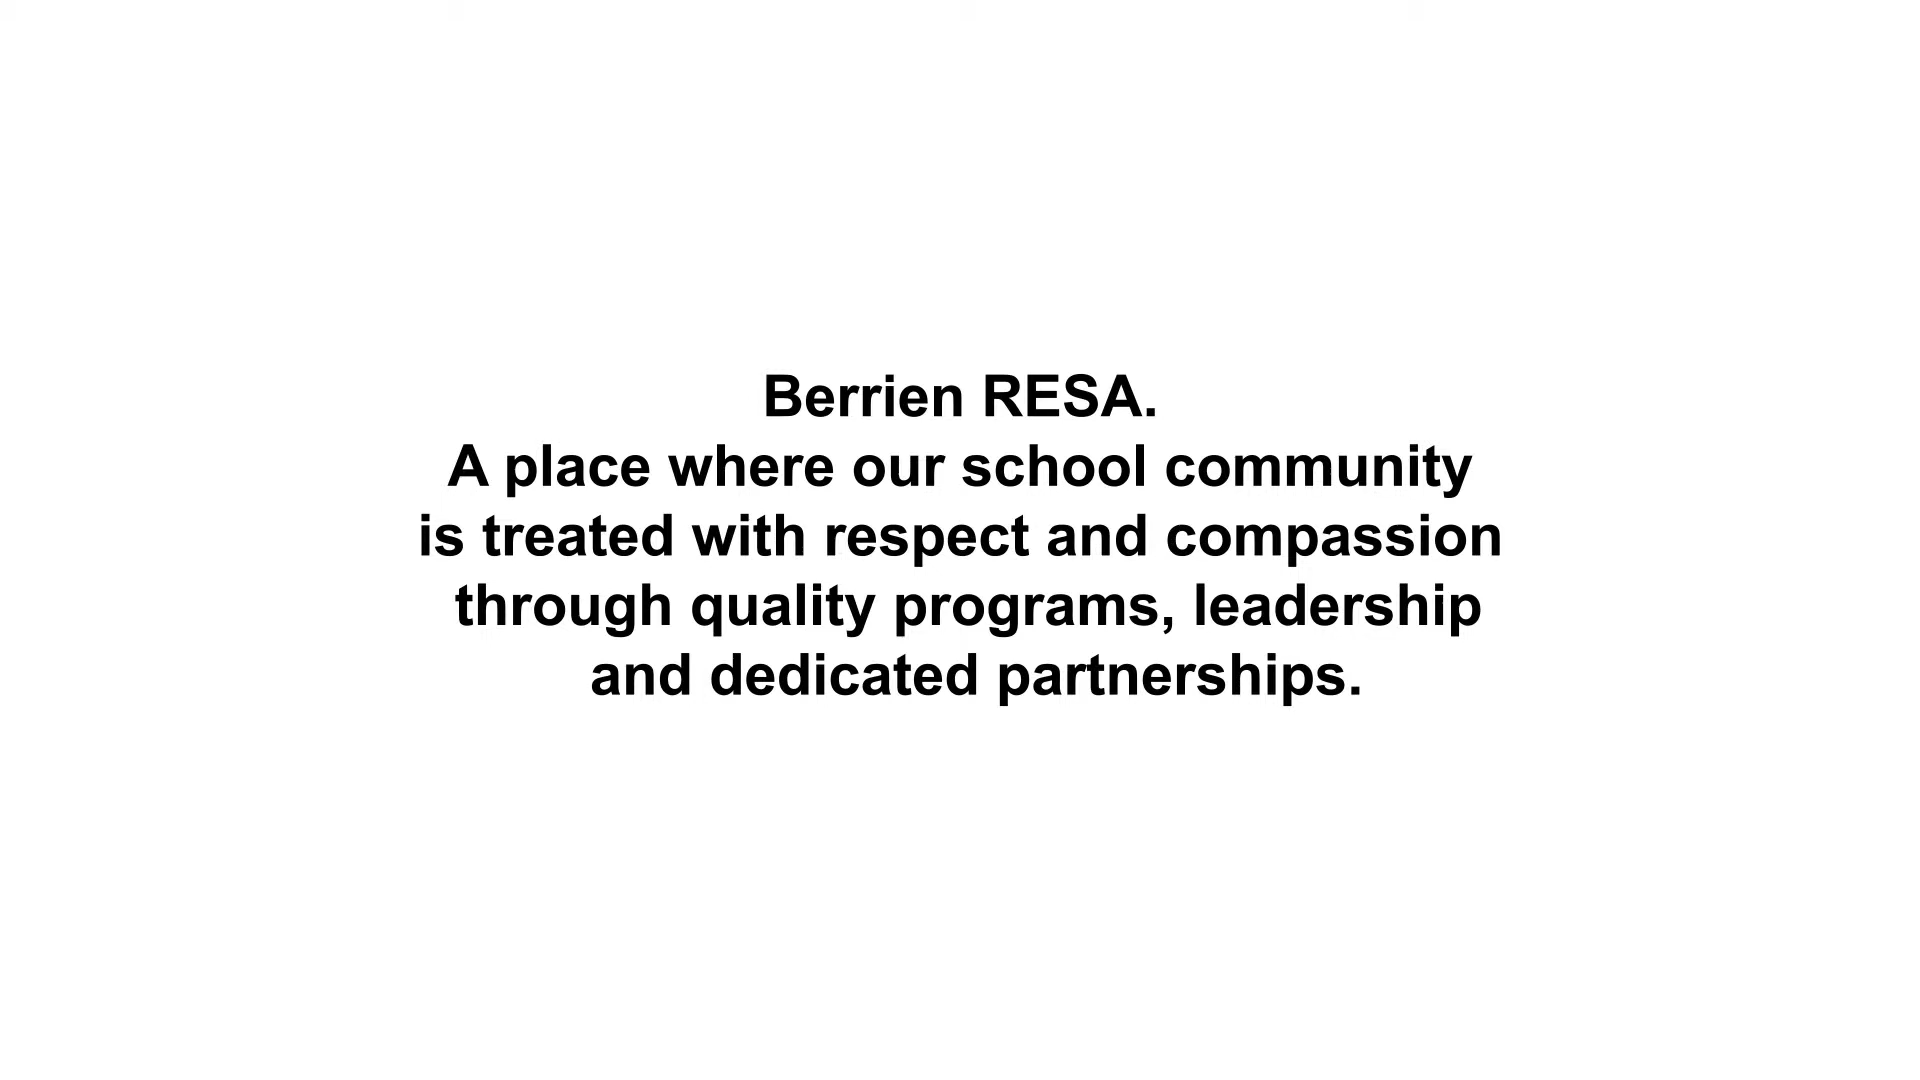 Berrien RESA.
A place where our school community
is treated with respect and compassion
through quality programs, leadership
and dedicated partnerships.